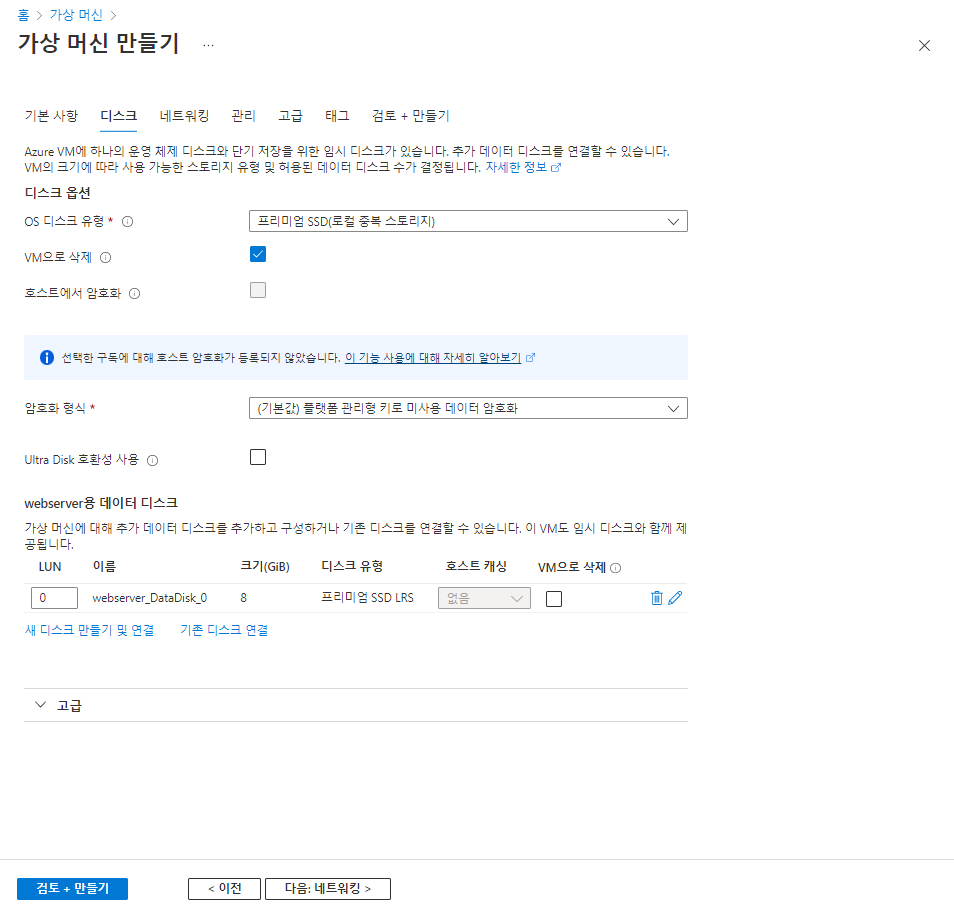 홈 > 가상 머신 >
가상 머신 만들기 ...
기본 사항 디스크 네트워킹 관리 고급 태그 검토 + 만들기
Azure VM에 하나의 운영 체제 디스크와 단기 저장을 위한 임시 디스크가 있습니다. 추가 데이터 디스크를 연결할 수 있습니다.
VM의 크기에 따라 사용 가능한 스토리지 유형 및 허용된 데이터 디스크 수가 결정됩니다. 자세한 정보
디스크 옵션
OS 디스크 유형 * 프리미엄 SSD(로컬 중복 스토리지)
VM으로 삭제
호스트에서 암호화
선택한 구독에 대해 호스트 암호화가 등록되지 않았습니다. 이 기능 사용에 대해 자세히 알아보기
암호화 형식 * (기본값) 플랫폼 관리형 키로 미사용 데이터 암호화
Ultra Disk 호환성 사용
webserver용 데이터 디스크
가상 머신에 대해 추가 데이터 디스크를 추가하고 구성하거나 기존 디스크를 연결할 수 있습니다. 이 VM도 임시 디스크와 함께 제
공됩니다.
LUN 이름 크기(GiB) 디스크 유형 호스트 캐싱 VM으로 삭제
0 webserver_DataDisk_0 8 프리미엄 SSD LRS 없음
새 디스크 만들기 및 연결 기존 디스크 연결
고급
검토 + 만들기 < 이전 다음: 네트워킹 >